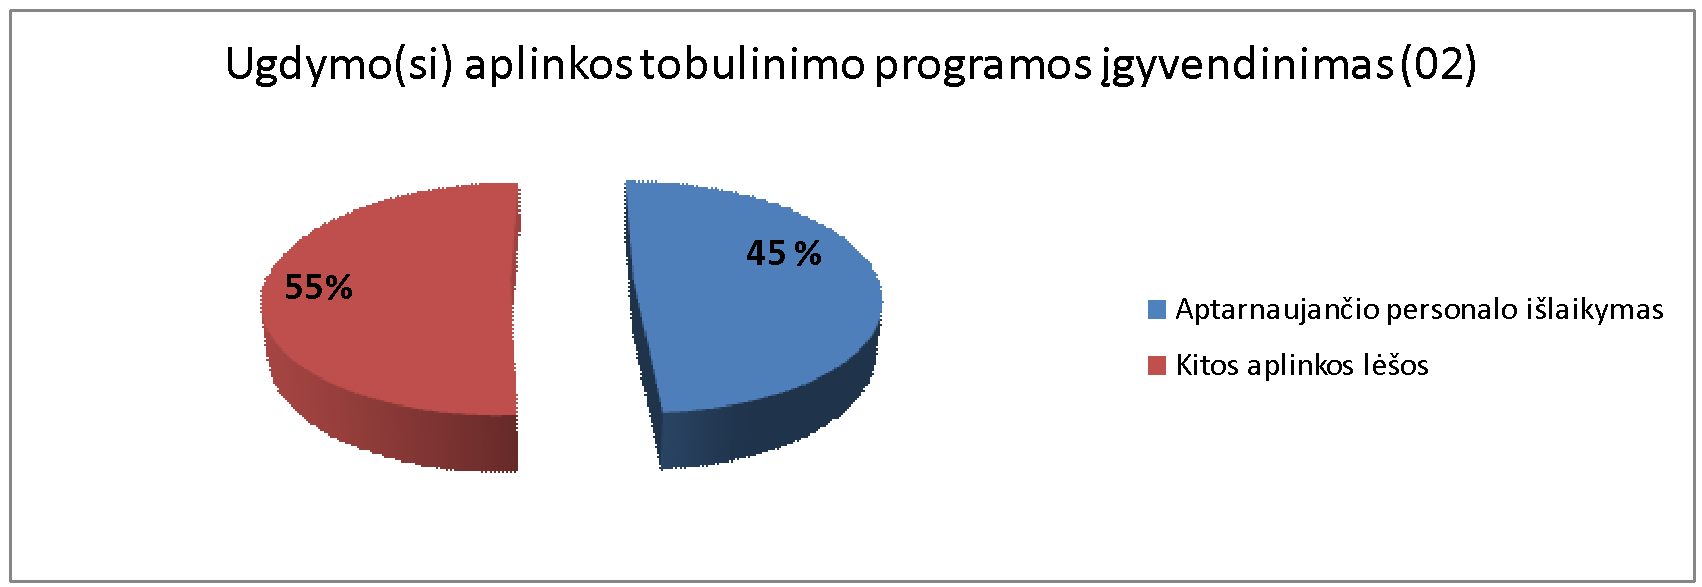 Ugdymo(si) aplinkos tobulinimo programos įgyvendinimas (02)
45 %
55%
Aptarnaujančio personalo išlaikymas
Kitos aplinkos lėšos